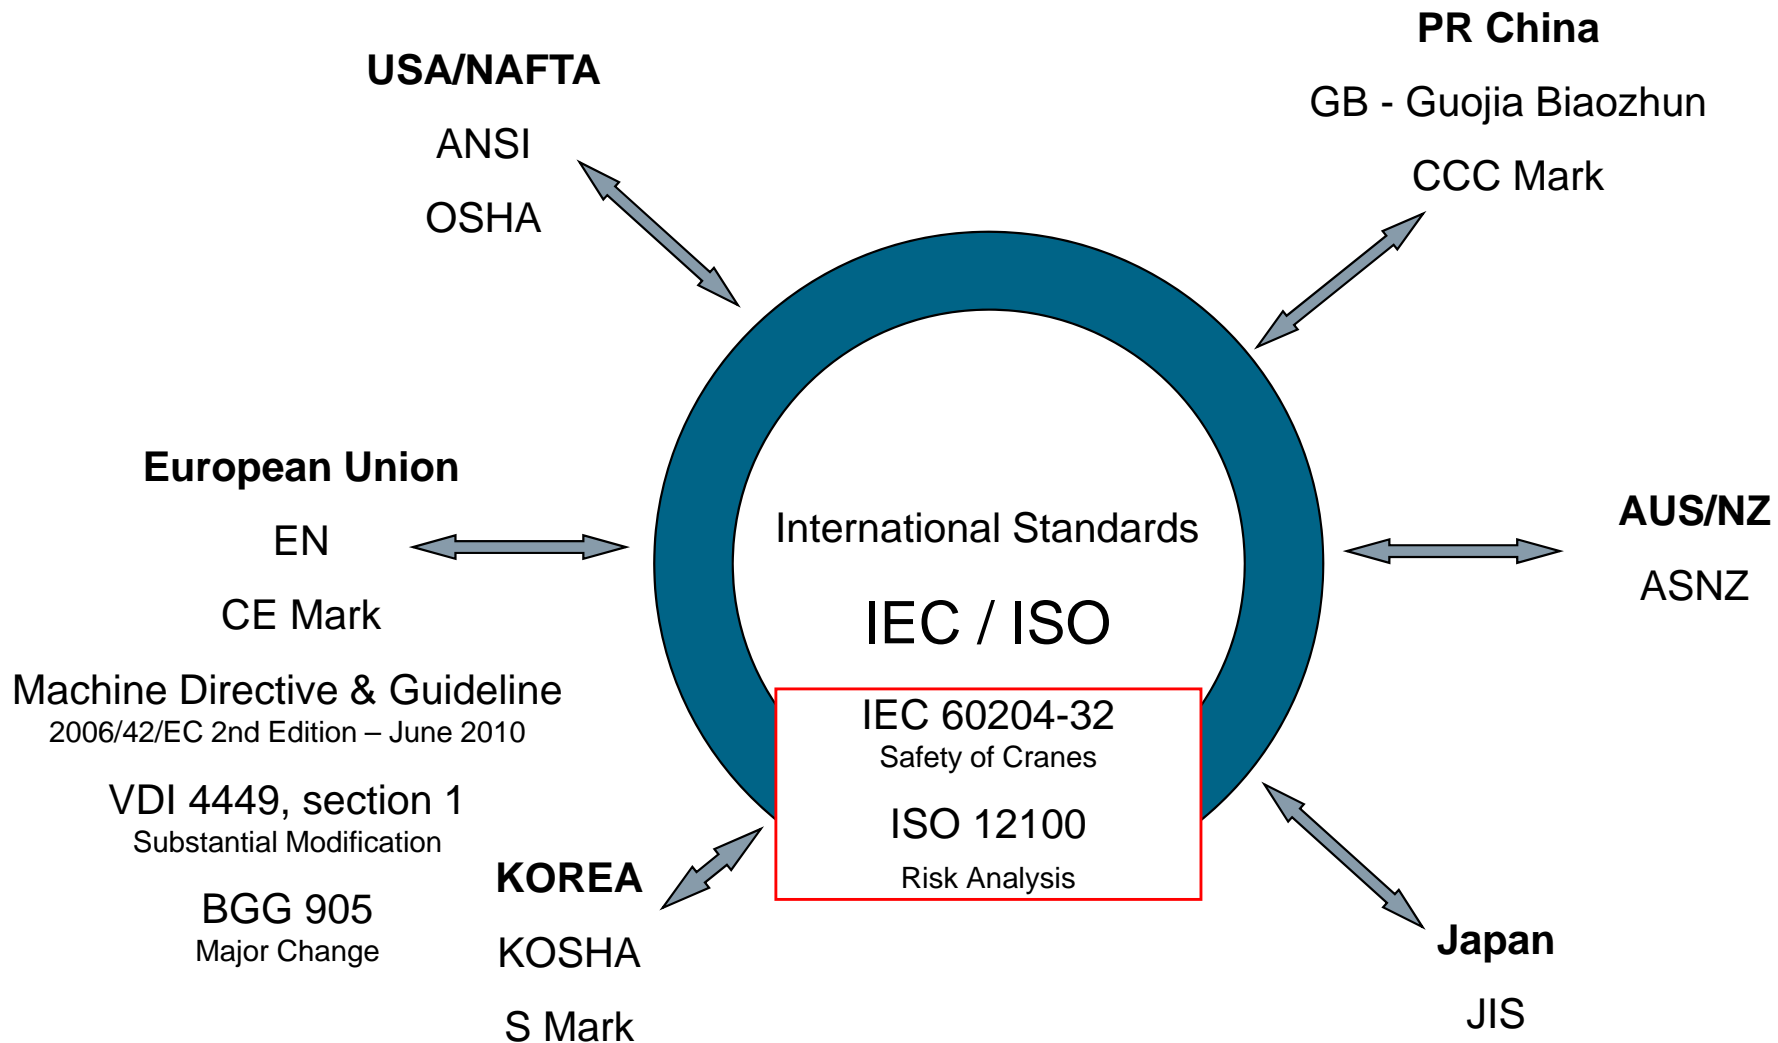 USA/NAFTA
ANSI
OSHA
PR China
GB - Guojia Biaozhun
CCC Mark
European Union
EN
CE Mark
Machine Directive & Guideline
2006/42/EC 2nd Edition – June 2010
VDI 4449, section 1
Substantial Modification
BGG 905
Major Change
International Standards
IEC / ISO
IEC 60204-32
Safety of Cranes
ISO 12100
Risk Analysis
AUS/NZ
ASNZ
KOREA
KOSHA
S Mark
Japan
JIS